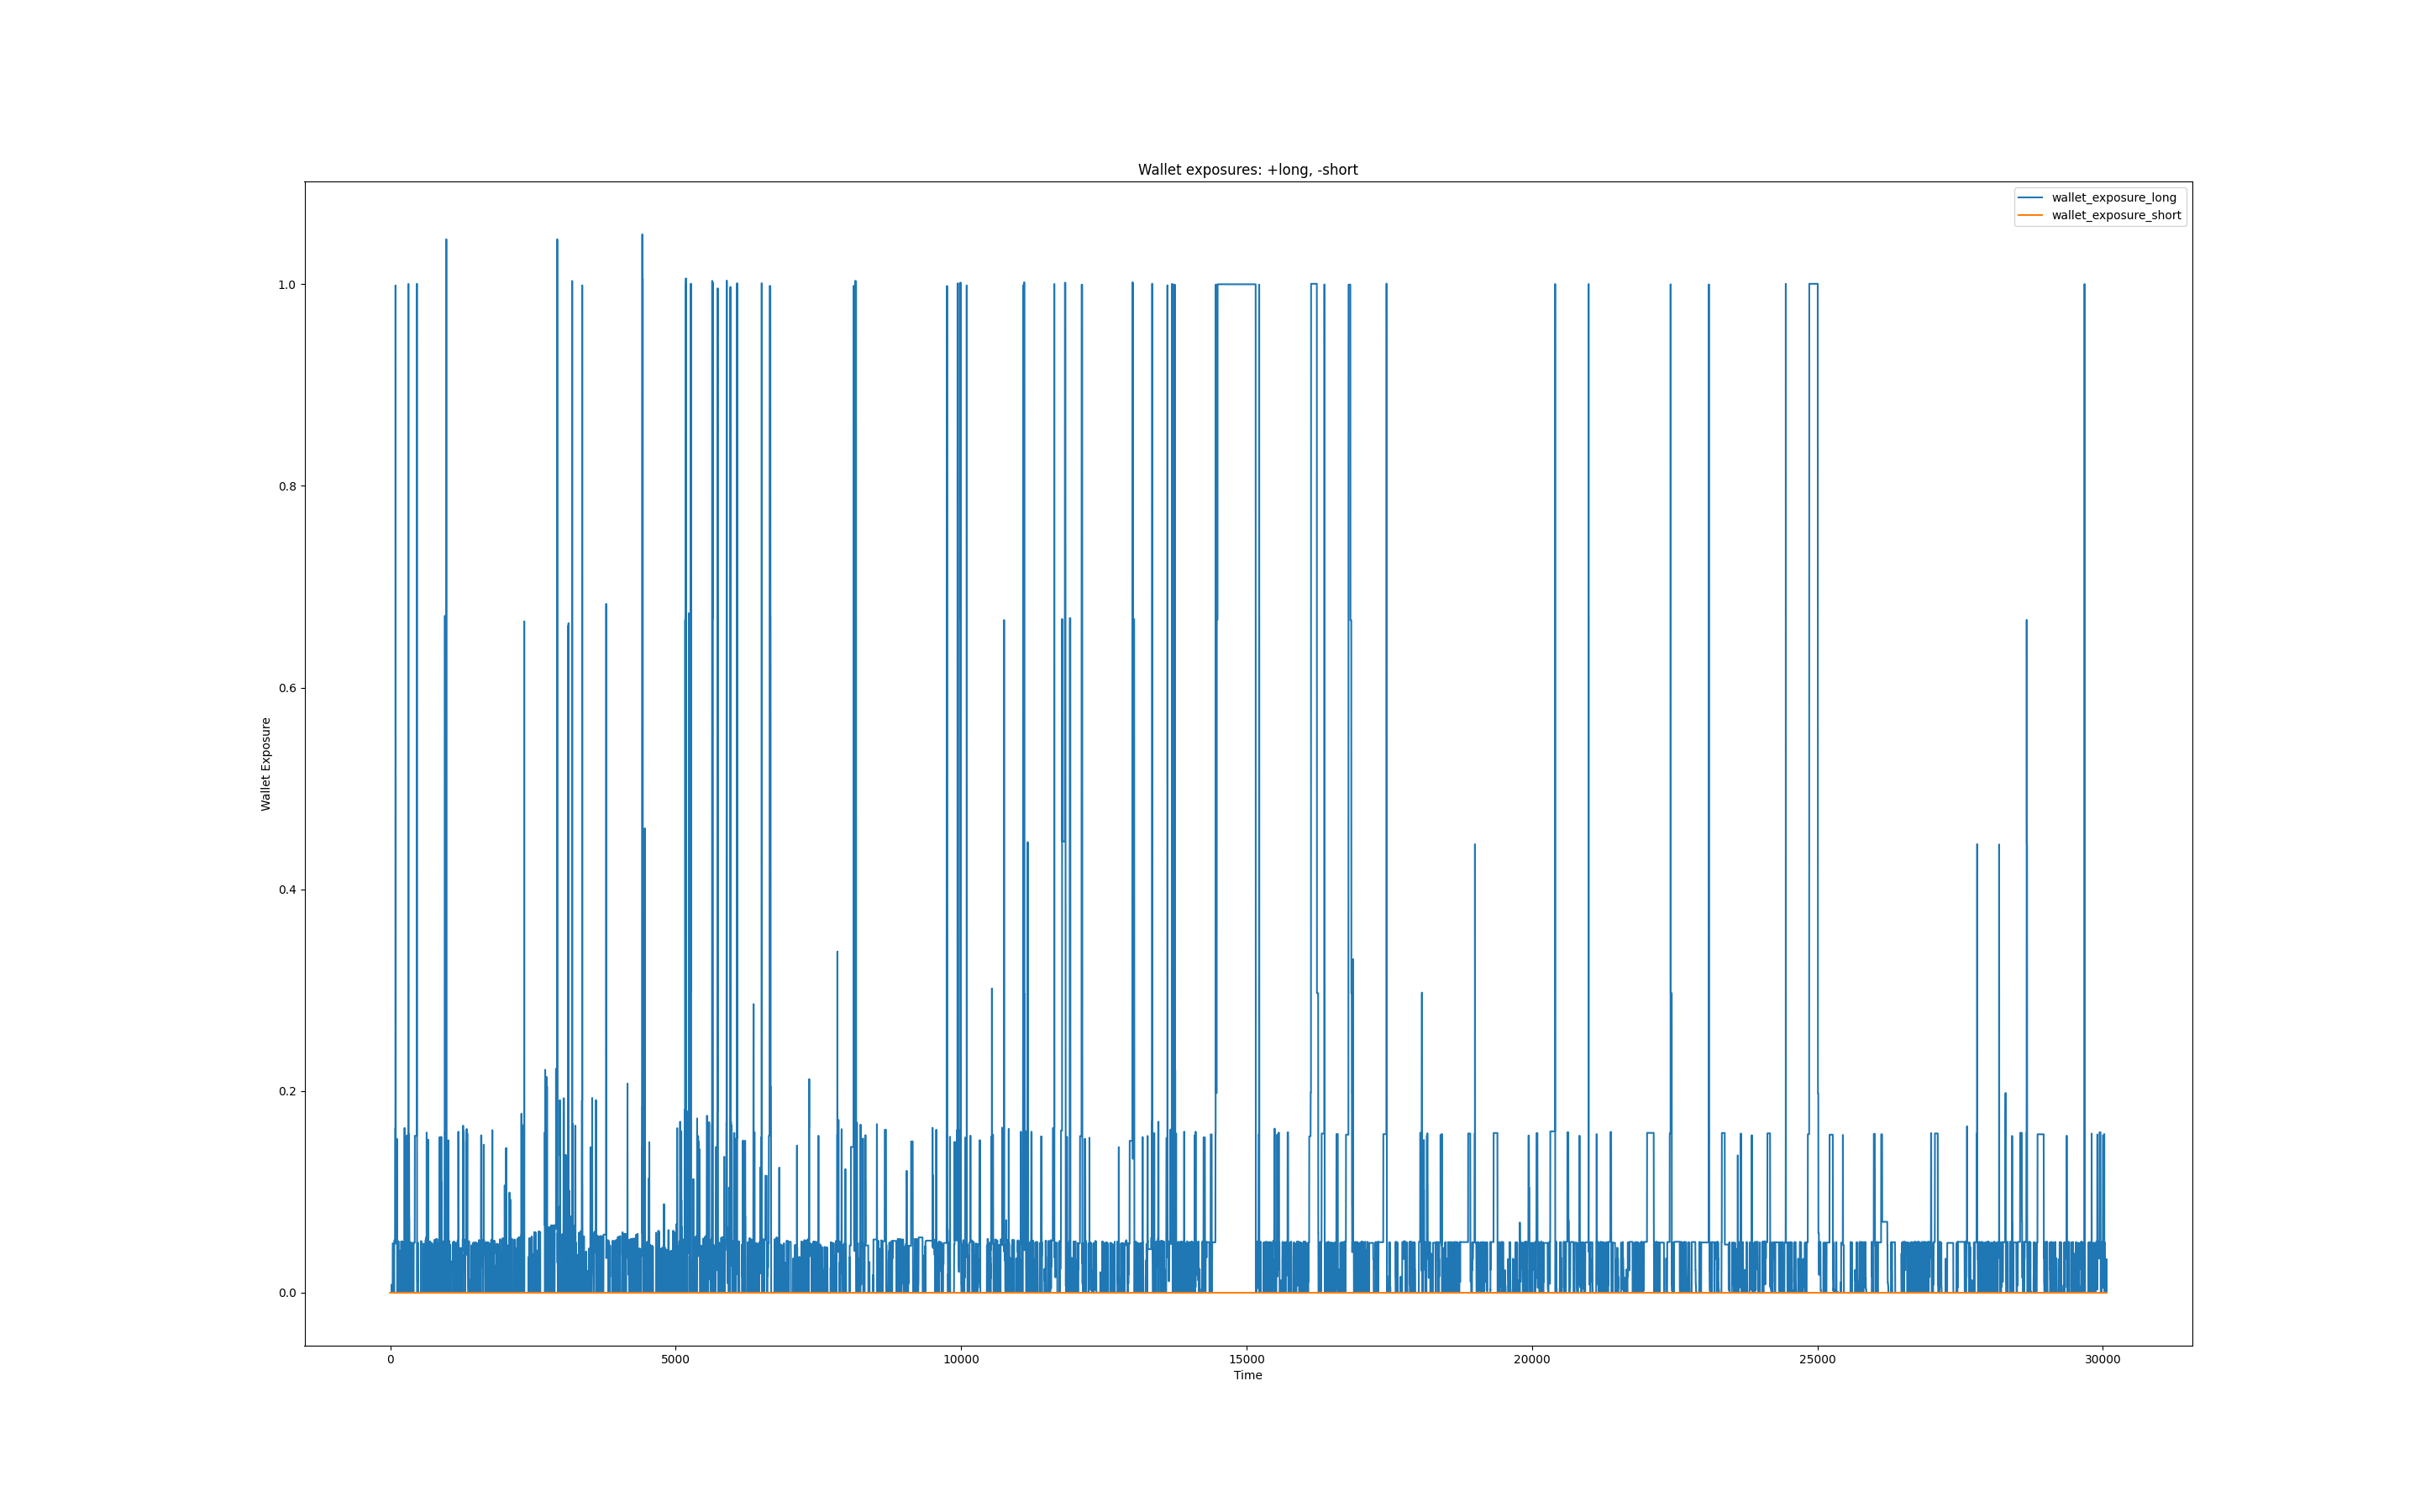 Wallet exposures: +long, -short
wallet_exposure_long
wallet_exposure_short
1.0
0.8
0.6
0.4
0.2
0.0
Wallet Exposure
0 5000 10000 15000 20000 25000 30000
Time